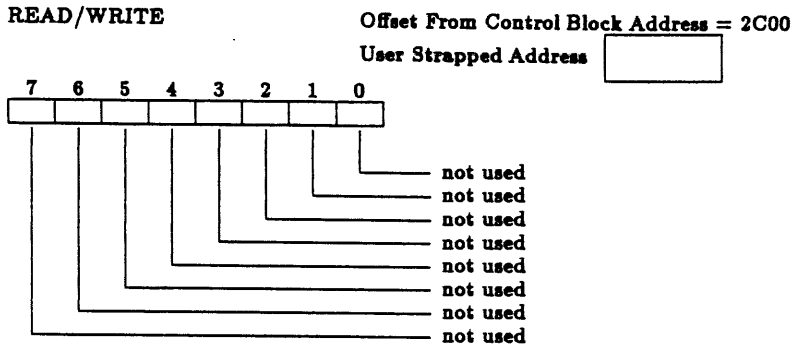 READ/WRITE
Offset From Control Block Address = 2C00
User Strapped Address
7 6 5 4 3 2 1 0
not used
not used
not used
not used
not used
not used
not used
not used